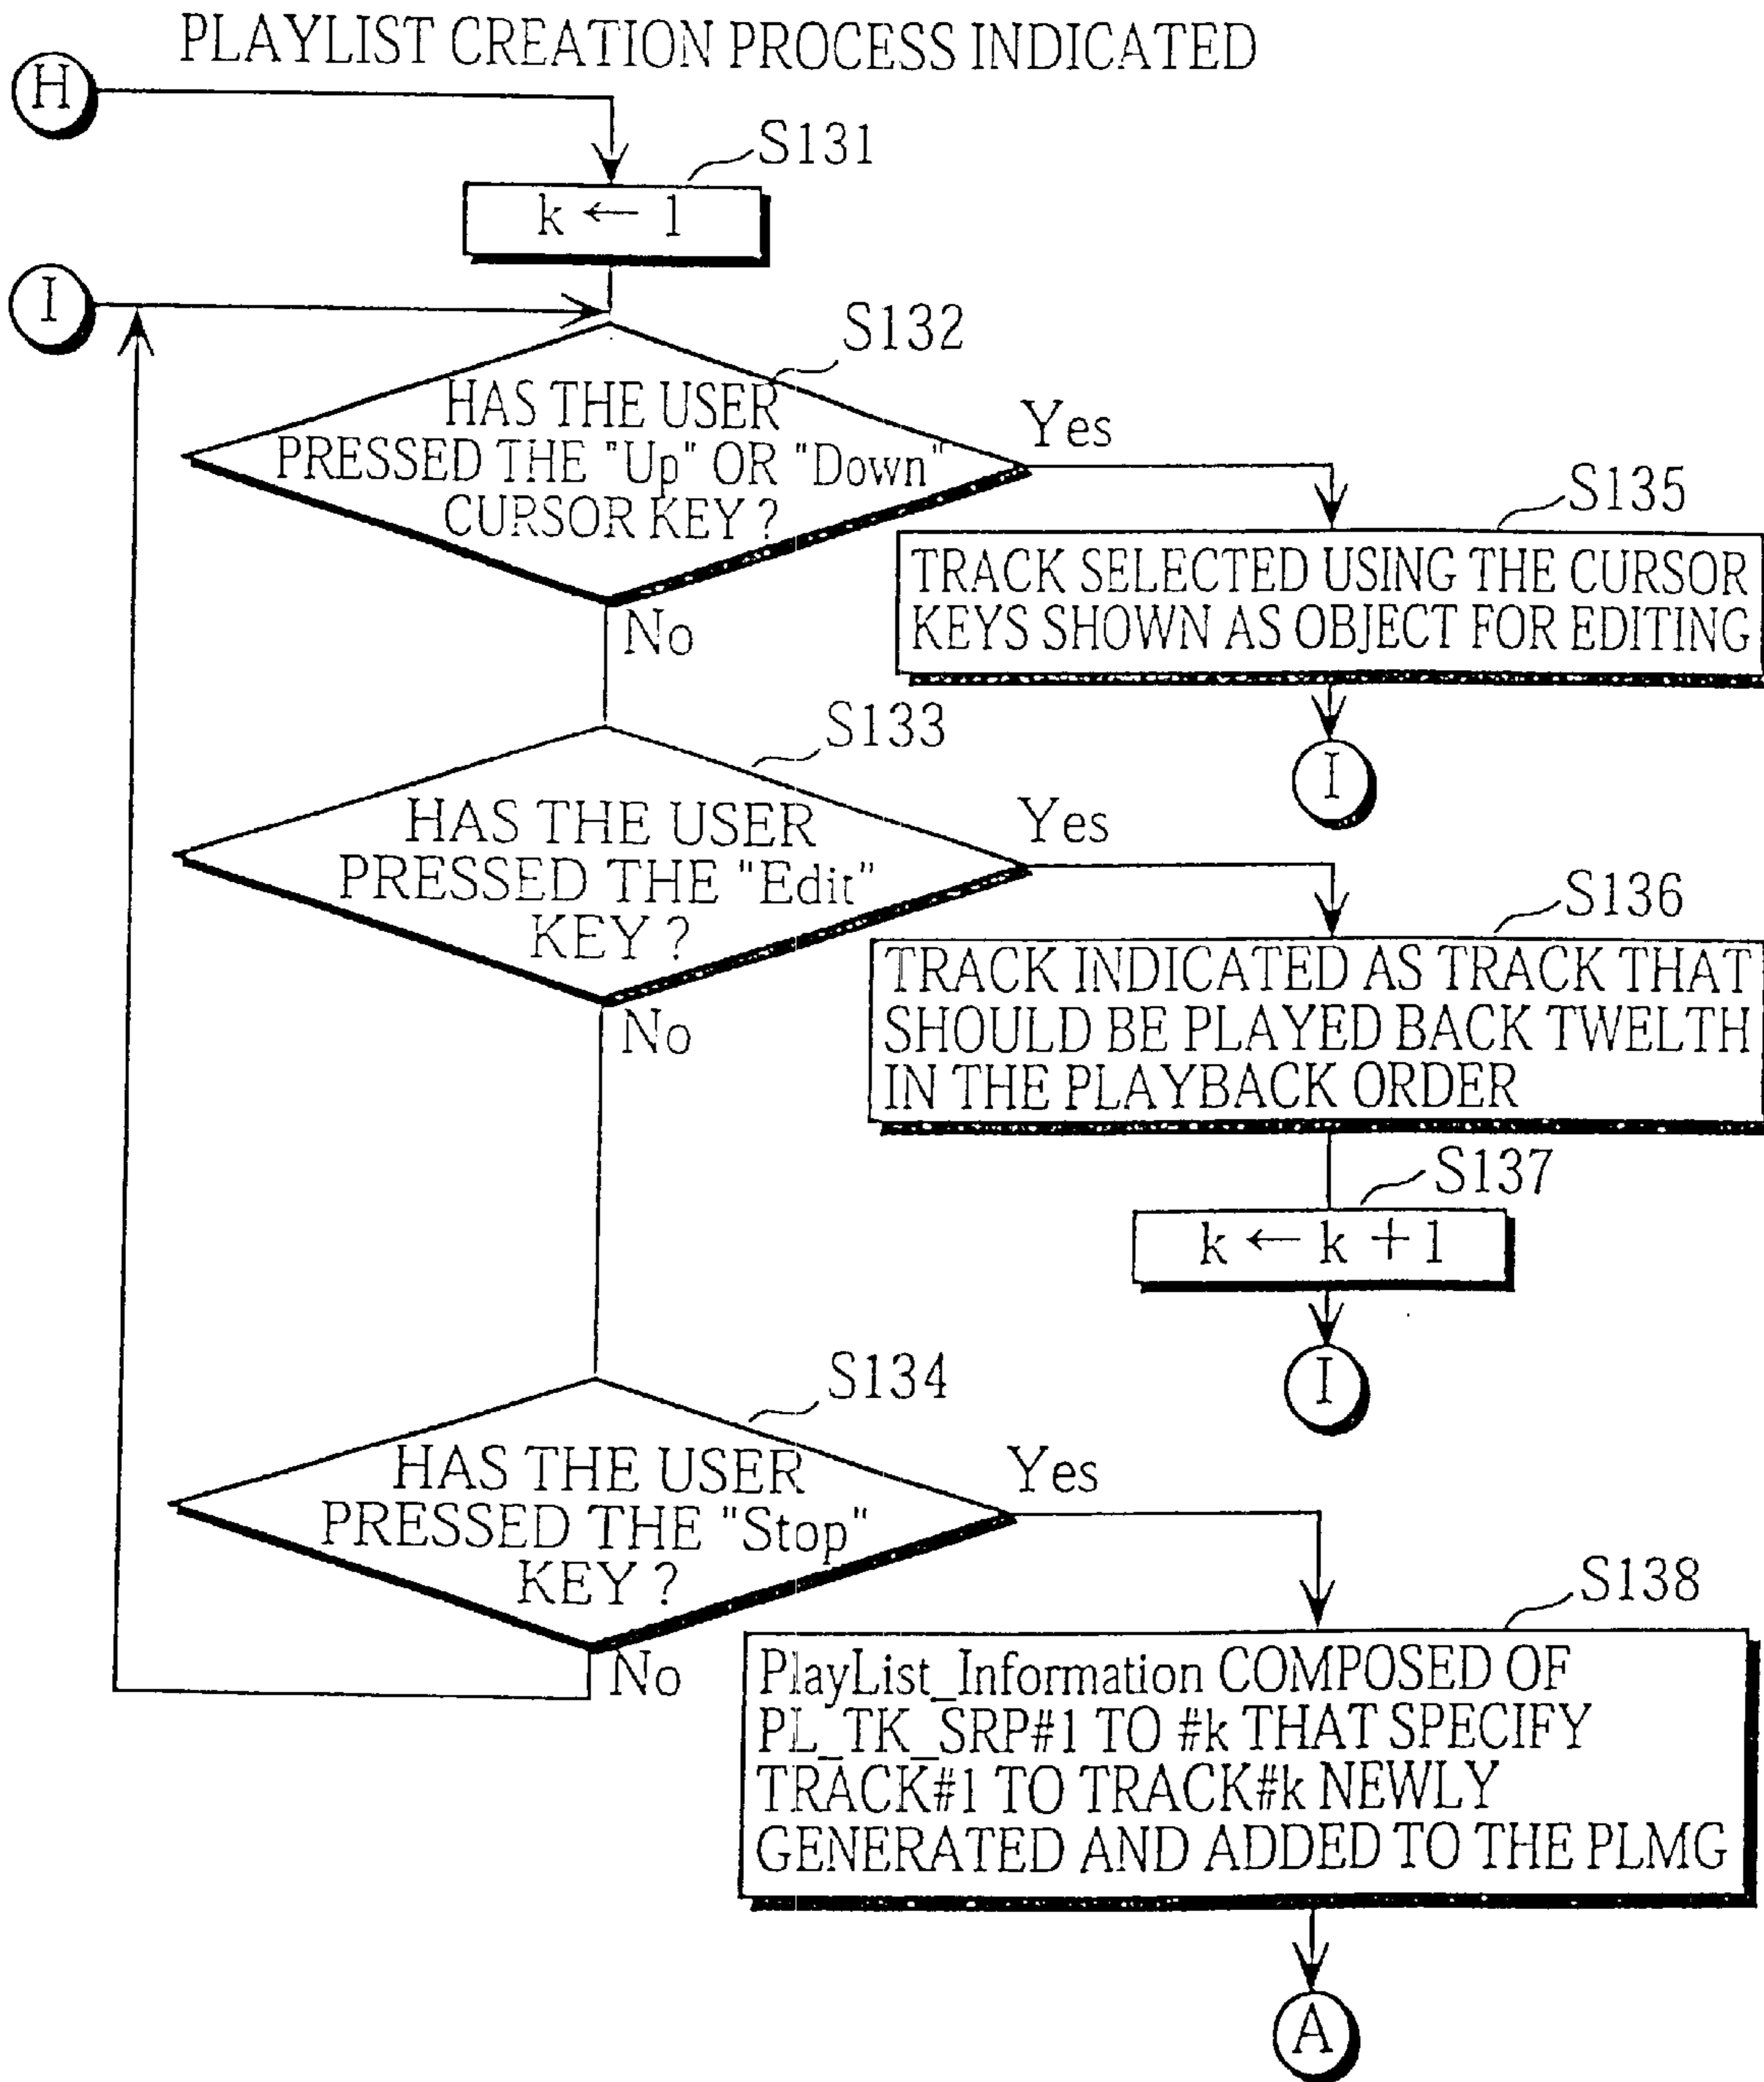 PLAYLIST CREATION PROCESS INDICATED
H
S131
k ← 1
I
S132
HAS THE USER
PRESSED THE "Up" OR "Down"
CURSOR KEY ?
Yes
No
S135
TRACK SELECTED USING THE CURSOR
KEYS SHOWN AS OBJECT FOR EDITING
I
S133
HAS THE USER
PRESSED THE "Edit"
KEY ?
Yes
No
S136
TRACK INDICATED AS TRACK THAT
SHOULD BE PLAYED BACK TWELTH
IN THE PLAYBACK ORDER
S137
k ← k + 1
I
S134
HAS THE USER
PRESSED THE "Stop"
KEY ?
Yes
No
S138
PlayList_Information COMPOSED OF
PL_TK_SRP#1 TO #k THAT SPECIFY
TRACK#1 TO TRACK#k NEWLY
GENERATED AND ADDED TO THE PLMG
A